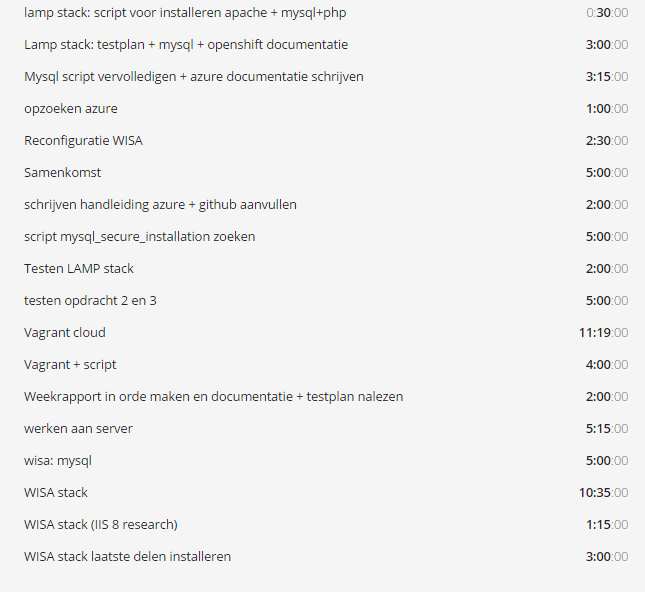 lamp stack: script voor installeren apache + mysql+php 0:30:00
Lamp stack: testplan + mysql + openshift documentatie 3:00:00
Mysql script vervolledigen + azure documentatie schrijven 3:15:00
opzoeken azure 1:00:00
Reconfiguratie WISA 2:30:00
Samenkomst 5:00:00
schrijven handleiding azure + github aanvullen 2:00:00
script mysql_secure_installation zoeken 5:00:00
Testen LAMP stack 2:00:00
testen opdracht 2 en 3 5:00:00
Vagrant cloud 11:19:00
Vagrant + script 4:00:00
Weekrapport in orde maken en documentatie + testplan nalezen 2:00:00
werken aan server 5:15:00
wisa: mysql 5:00:00
WISA stack 10:35:00
WISA stack (IIS 8 research) 1:15:00
WISA stack laatste delen installeren 3:00:00